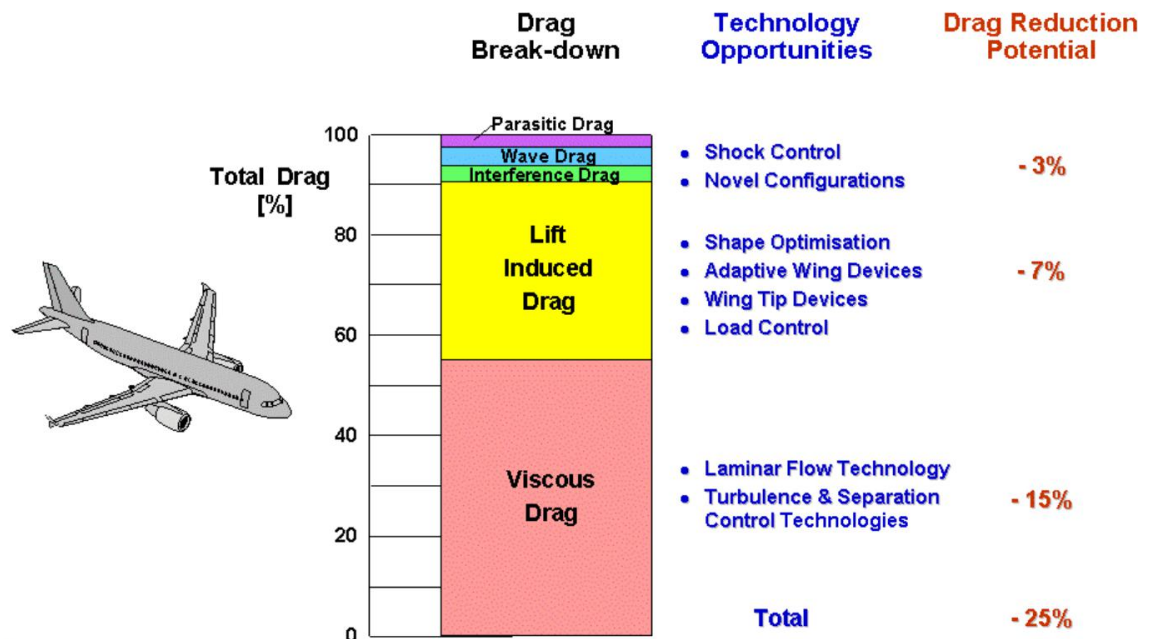 Drag
Break-down
Technology
Opportunities
Drag Reduction
Potential
Total Drag
[%]
100
80
60
40
20
0
Parasitic Drag
Wave Drag
Interference Drag
Lift
Induced
Drag
Viscous
Drag
• Shock Control
• Novel Configurations
- 3%
• Shape Optimisation
• Adaptive Wing Devices
• Wing Tip Devices
• Load Control
- 7%
• Laminar Flow Technology
• Turbulence & Separation
Control Technologies
- 15%
Total
- 25%